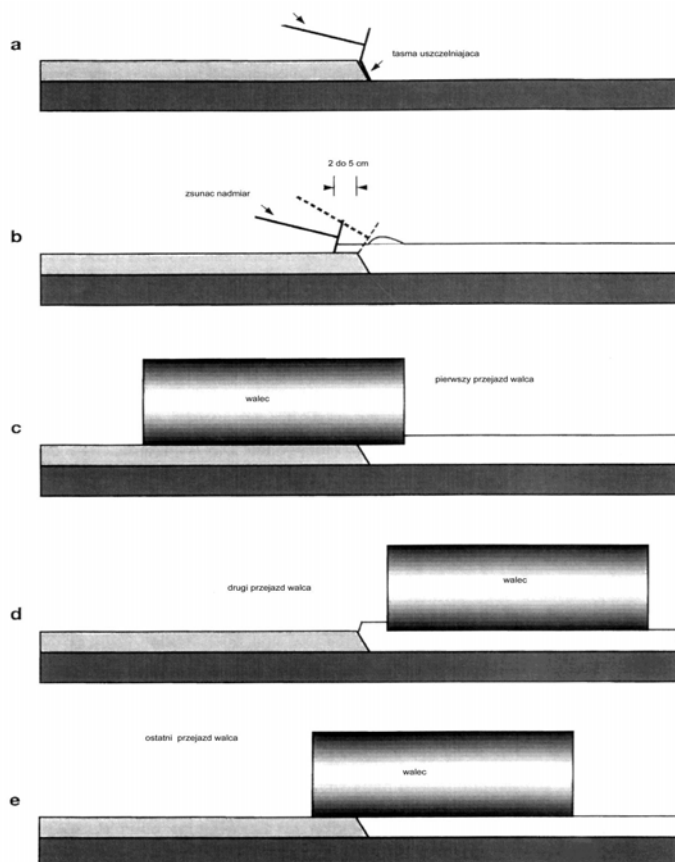 a
tasma uszczelniajaca
2 do 5 cm
zsunac nadmiar
b
pierwszy przejazd walca
walec
c
drugi przejazd walca
walec
d
ostatni przejazd walca
walec
e